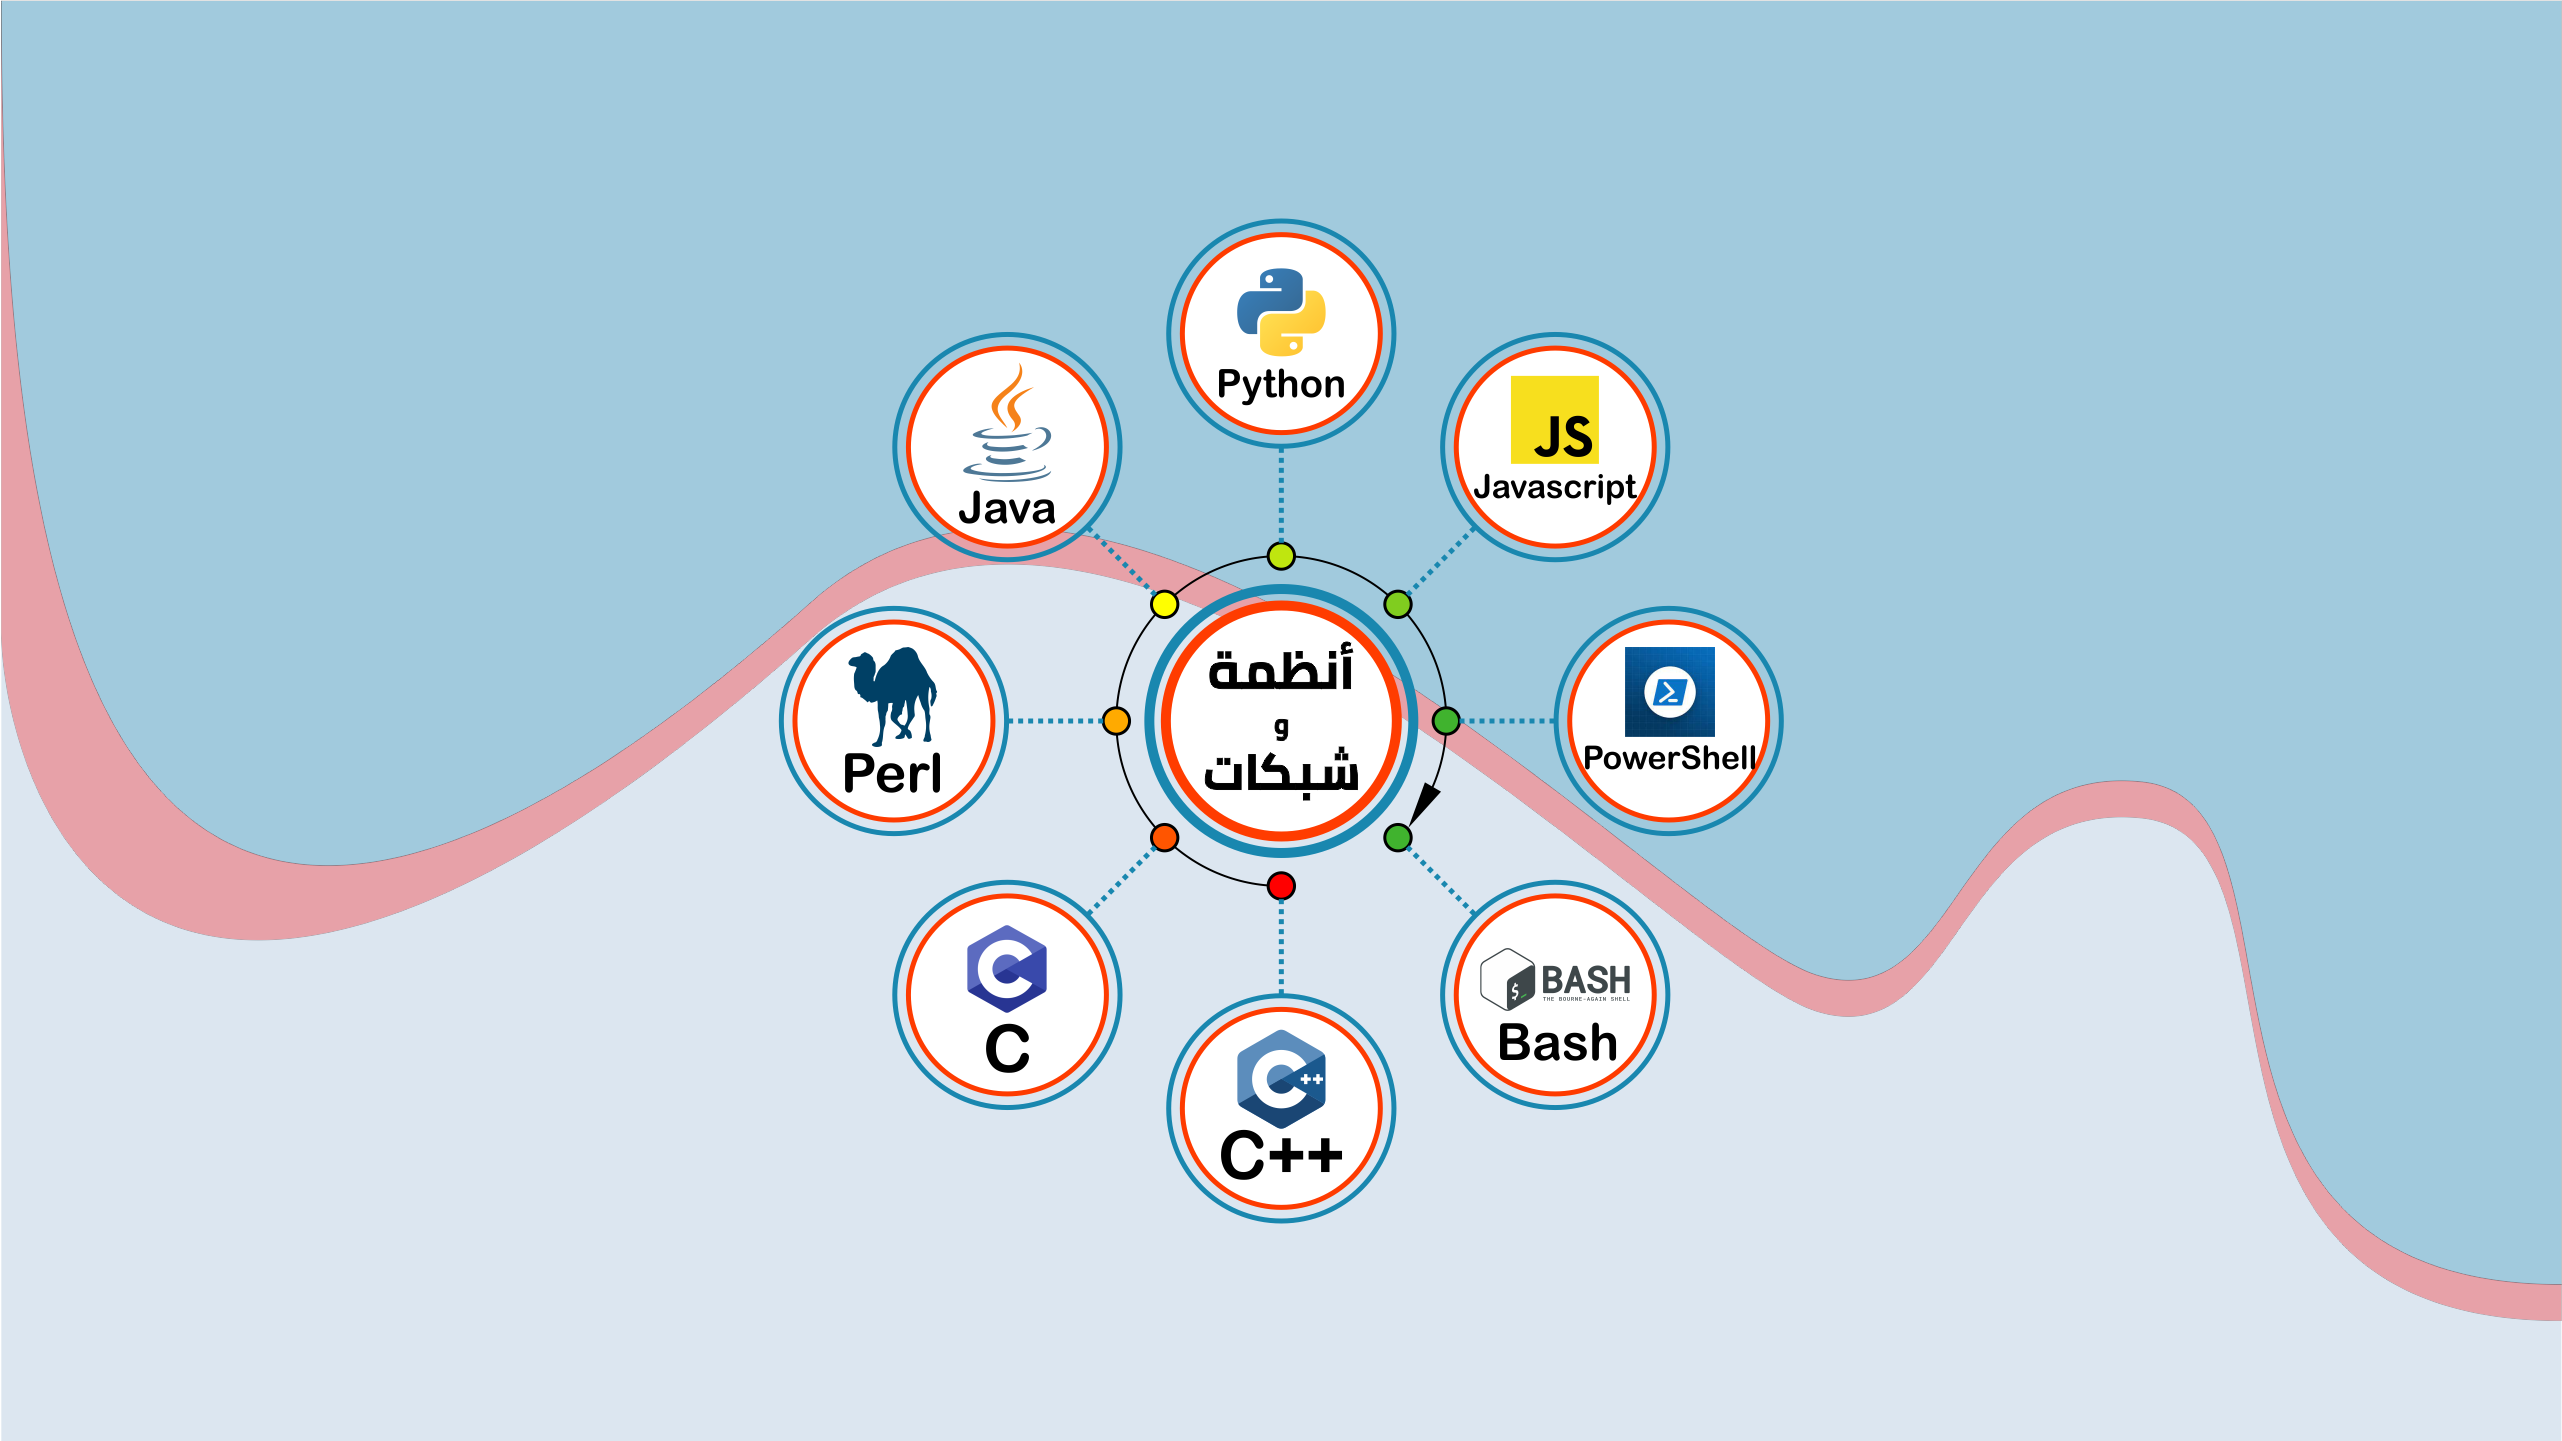 Python
Java
JS
Javascript
أنظمة
و
شبكات
Perl
PowerShell
C
BASH
THE BOURNE-AGAIN SHELL
$
Bash
C
++
C++